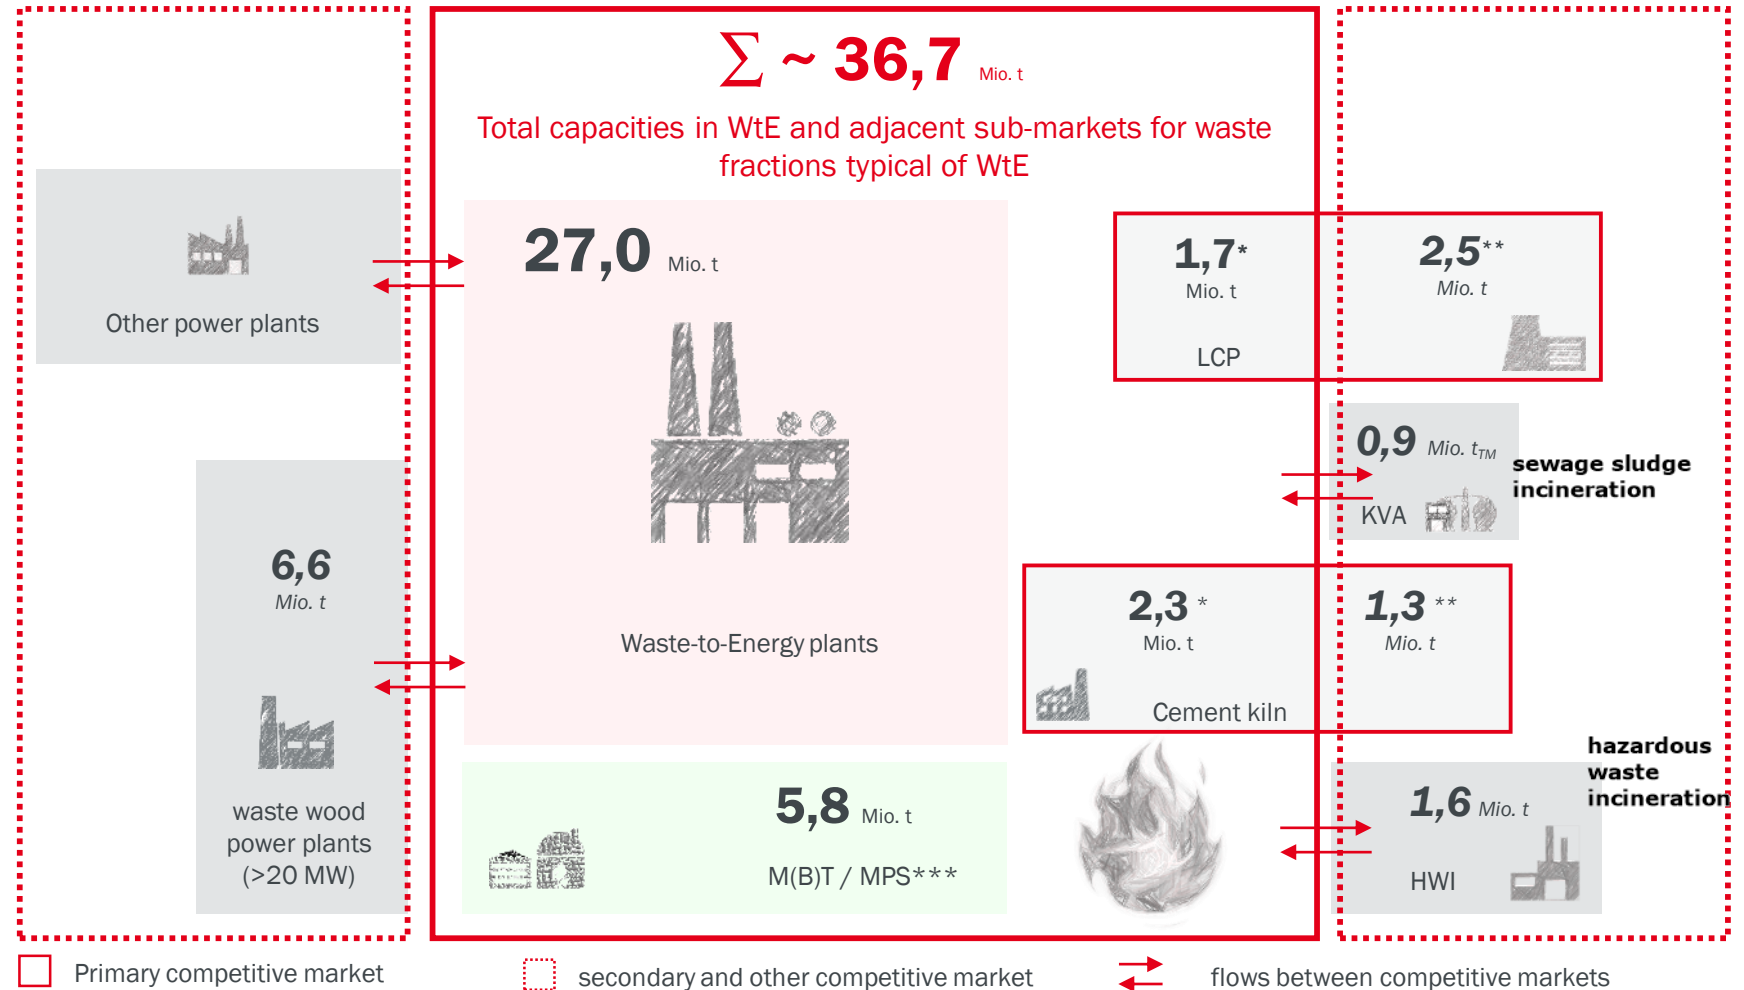 ∑ ~ 36,7 Mio. t
Total capacities in WtE and adjacent sub-markets for waste
fractions typical of WtE
Other power plants
6,6
Mio. t
waste wood
power plants
(>20 MW)
27,0 Mio. t
Waste-to-Energy plants
5,8 Mio. t
M(B)T / MPS***
1,7*
Mio. t
LCP
2,5**
Mio. t
0,9 Mio. tTM
KVA
sewage sludge
incineration
2,3 *
Mio. t
Cement kiln
1,3 **
Mio. t
hazardous
waste
incineration
1,6 Mio. t
HWI
Primary competitive market
secondary and other competitive market
flows between competitive markets